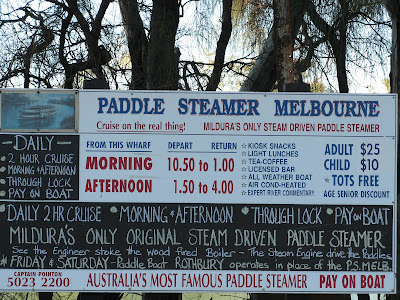 PADDLE STEAMER MELBOURNE
Cruise on the real thing! MILDURA'S ONLY STEAM DRIVEN PADDLE STEAMER
- DAILY -
• 2 HOUR CRUISE
• MORNING & AFTERNOON
• THROUGH LOCK
• PAY ON BOAT
FROM THIS WHARF DEPART RETURN
MORNING 10.50 to 1.00
AFTERNOON 1.50 to 4.00
☆ KIOSK SNACKS
☆ LIGHT LUNCHES
☆ TEA-COFFEE
☆ LICENSED BAR
☆ ALL WEATHER BOAT
☆ AIR COND-HEATED
☆ EXPERT RIVER COMMENTARY
ADULT $25
CHILD $10
☆ TOTS FREE
AGE SENIOR DISCOUNT
DAILY 2 HR CRUISE • MORNING & AFTERNOON • THROUGH LOCK • PAY ON BOAT
MILDURA'S ONLY ORIGINAL STEAM DRIVEN PADDLE STEAMER
See the Engineer stoke the Wood fired Boiler - The Steam Engine drive the Paddles
* FRIDAY & SATURDAY - Paddle Boat ROTHBURY operates in place of the P.S. MELB.
CAPTAIN POINTON
5023 2200
AUSTRALIA'S MOST FAMOUS PADDLE STEAMER PAY ON BOAT